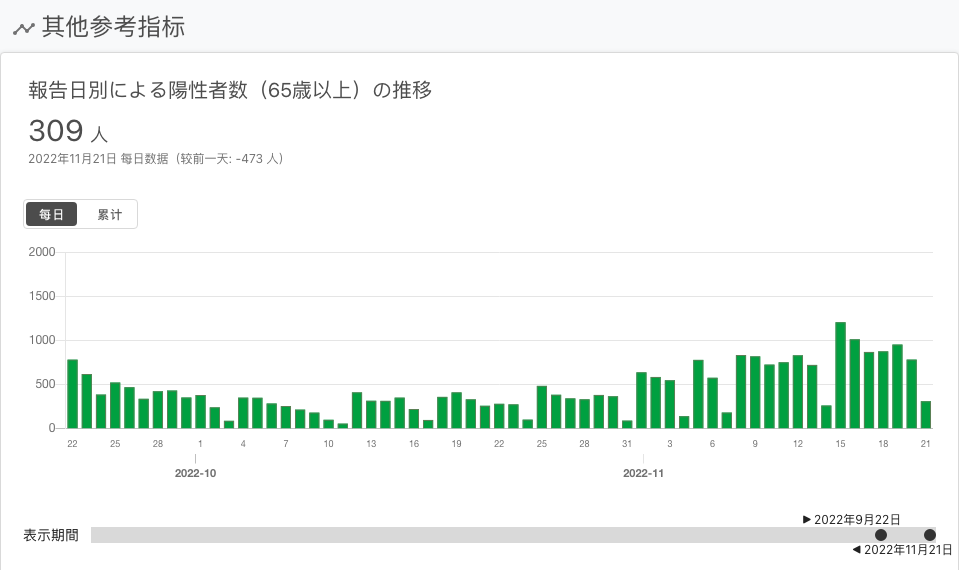 其他参考指标
報告日別による陽性者数（65歳以上）の推移
309 人
2022年11月21日 每日数据（较前一天: -473 人）
每日 累计
2000
1500
1000
500
0
22 25 28 1 4 7 10 13 16 19 22 25 28 31 3 6 9 12 15 18 21
2022-10 2022-11
▶ 2022年9月22日
表示期間
◀ 2022年11月21日